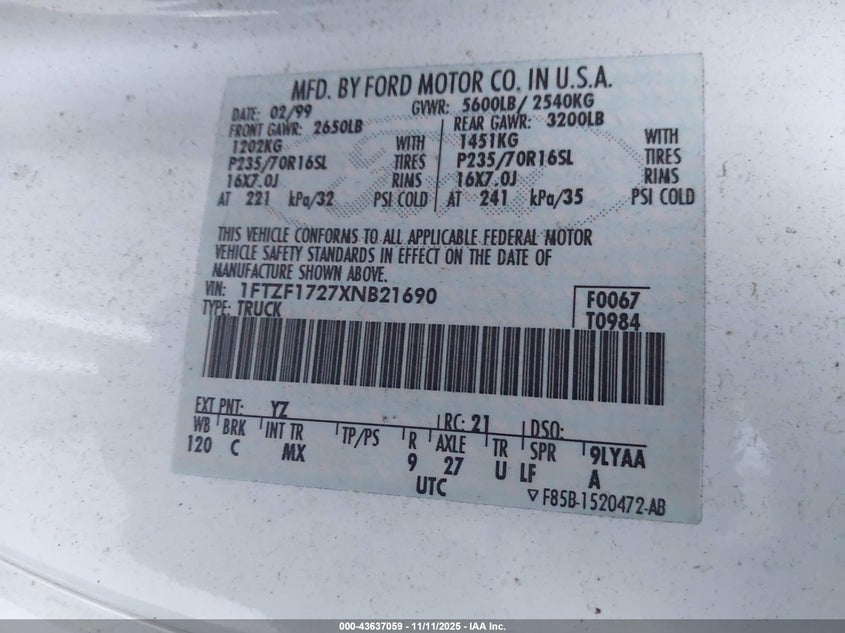 MFD. BY FORD MOTOR CO. IN U.S.A.
DATE: 02/99 GVWR: 5600LB/ 2540KG
FRONT GAWR: 2650LB REAR GAWR: 3200LB
1202KG WITH 1451KG WITH
P235/70R16SL TIRES P235/70R16SL TIRES
16X7.0J RIMS 16X7.0J RIMS
AT 221 kPa/32 PSI COLD AT 241 kPa/35 PSI COLD
THIS VEHICLE CONFORMS TO ALL APPLICABLE FEDERAL MOTOR
VEHICLE SAFETY STANDARDS IN EFFECT ON THE DATE OF
MANUFACTURE SHOWN ABOVE.
VIN: 1FTZF1727XNB21690 F0067
TYPE: TRUCK T0984
EXT PNT: YZ RC: 21 DSO:
WB BRK INT TR TP/PS R AXLE TR SPR 9LYAA
120 C MX 9 27 U LF A
UTC ▽F85B-1520472-AB
000-43637059 - 11/11/2025 - IAA Inc.